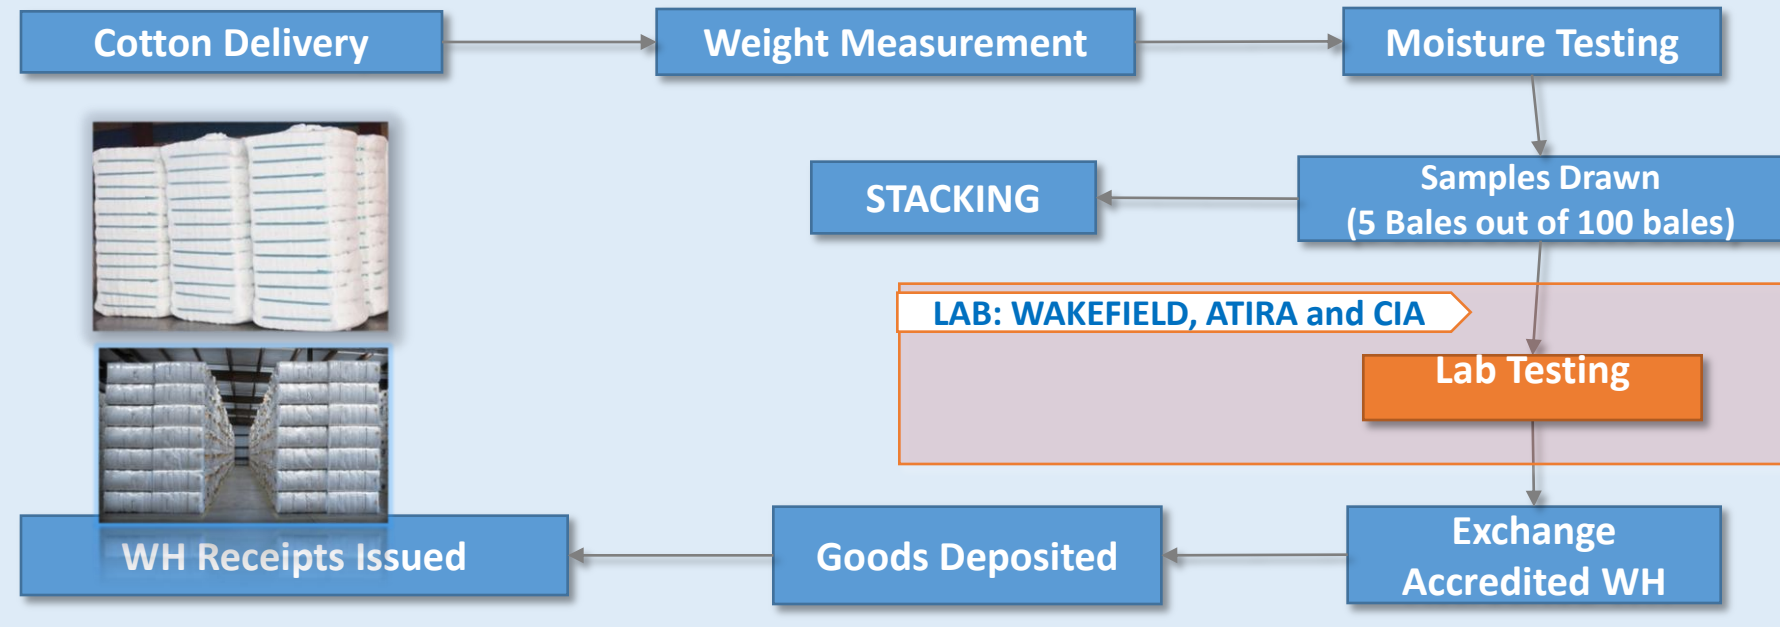 Cotton Delivery
Weight Measurement
Moisture Testing
STACKING
Samples Drawn
(5 Bales out of 100 bales)
LAB: WAKEFIELD, ATIRA and CIA
Lab Testing
Exchange
Accredited WH
Goods Deposited
WH Receipts Issued